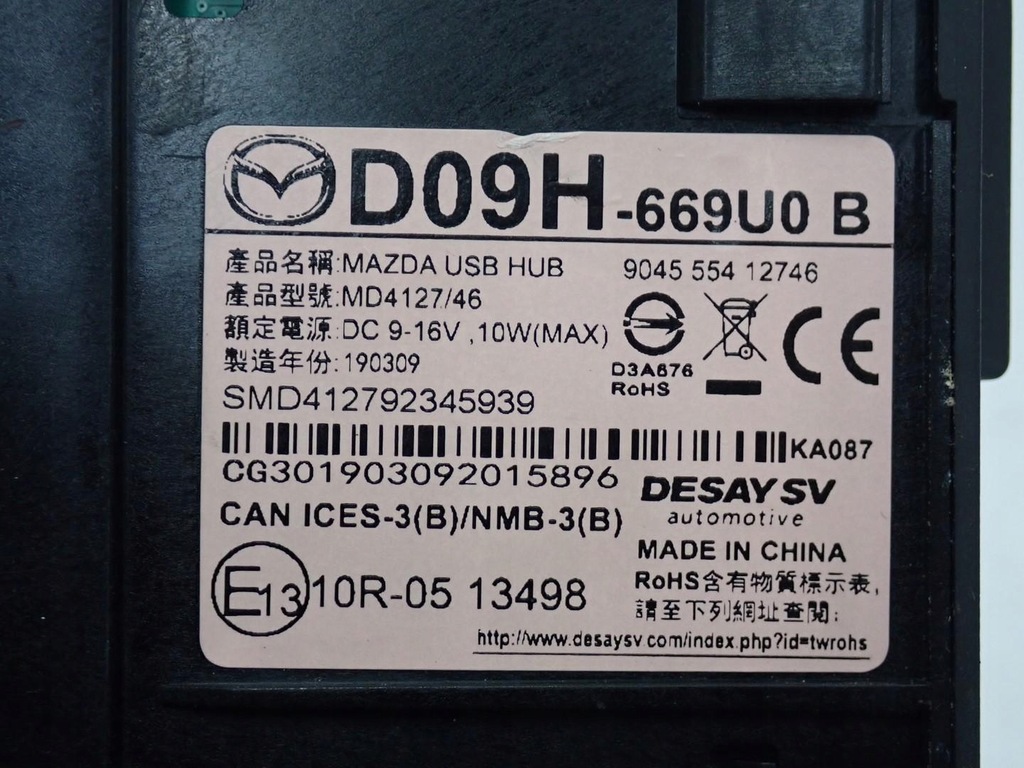 D09H-669U0 B
產品名稱:MAZDA USB HUB 9045 554 12746
產品型號:MD4127/46
額定電源:DC 9-16V ,10W(MAX)
製造年份:190309
D3A676
RoHS
CE
SMD412792345939
KA087
CG301903092015896
DESAY SV
automotive
CAN ICES-3(B)/NMB-3(B)
MADE IN CHINA
E13 10R-05 13498
RoHS含有物質標示表,
請至下列網址查閱:
http://www.desaysv.com/index.php?id=twrohs